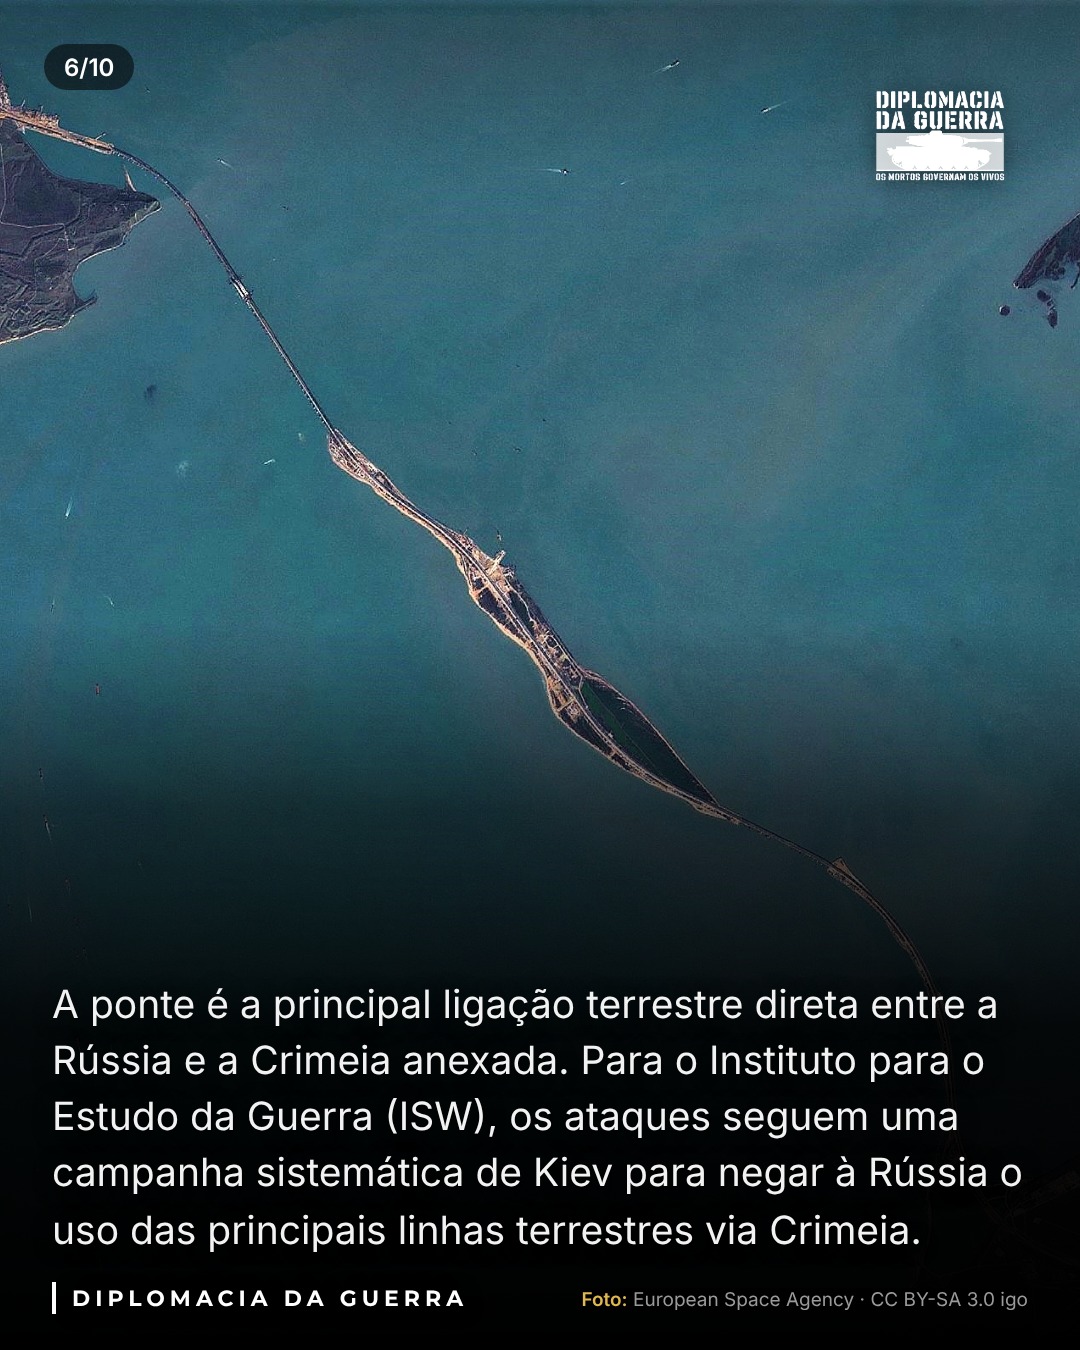 6/10
DIPLOMACIA
DA GUERRA
OS MORTOS GOVERNAM OS VIVOS
A ponte é a principal ligação terrestre direta entre a
Rússia e a Crimeia anexada. Para o Instituto para o
Estudo da Guerra (ISW), os ataques seguem uma
campanha sistemática de Kiev para negar à Rússia o
uso das principais linhas terrestres via Crimeia.
DIPLOMACIA DA GUERRA
Foto: European Space Agency · CC BY-SA 3.0 igo